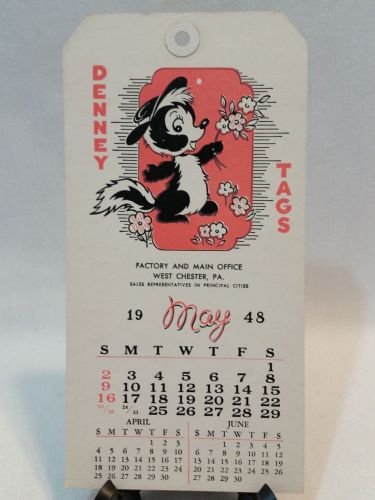 DENNEY
TAGS
FACTORY AND MAIN OFFICE
WEST CHESTER, PA.
SALES REPRESENTATIVES IN PRINCIPAL CITIES
19 May 48
S M T W T F S
1
2 3 4 5 6 7 8
9 10 11 12 13 14 15
16 17 18 19 20 21 22
23/30 24/31 25 26 27 28 29
APRIL
S M T W T F S
1 2 3
4 5 6 7 8 9 10
11 12 13 14 15 16 17
18 19 20 21 22 23 24
25 26 27 28 29 30
JUNE
S M T W T F S
1 2 3 4 5
6 7 8 9 10 11 12
13 14 15 16 17 18 19
20 21 22 23 24 25 26
27 28 29 30